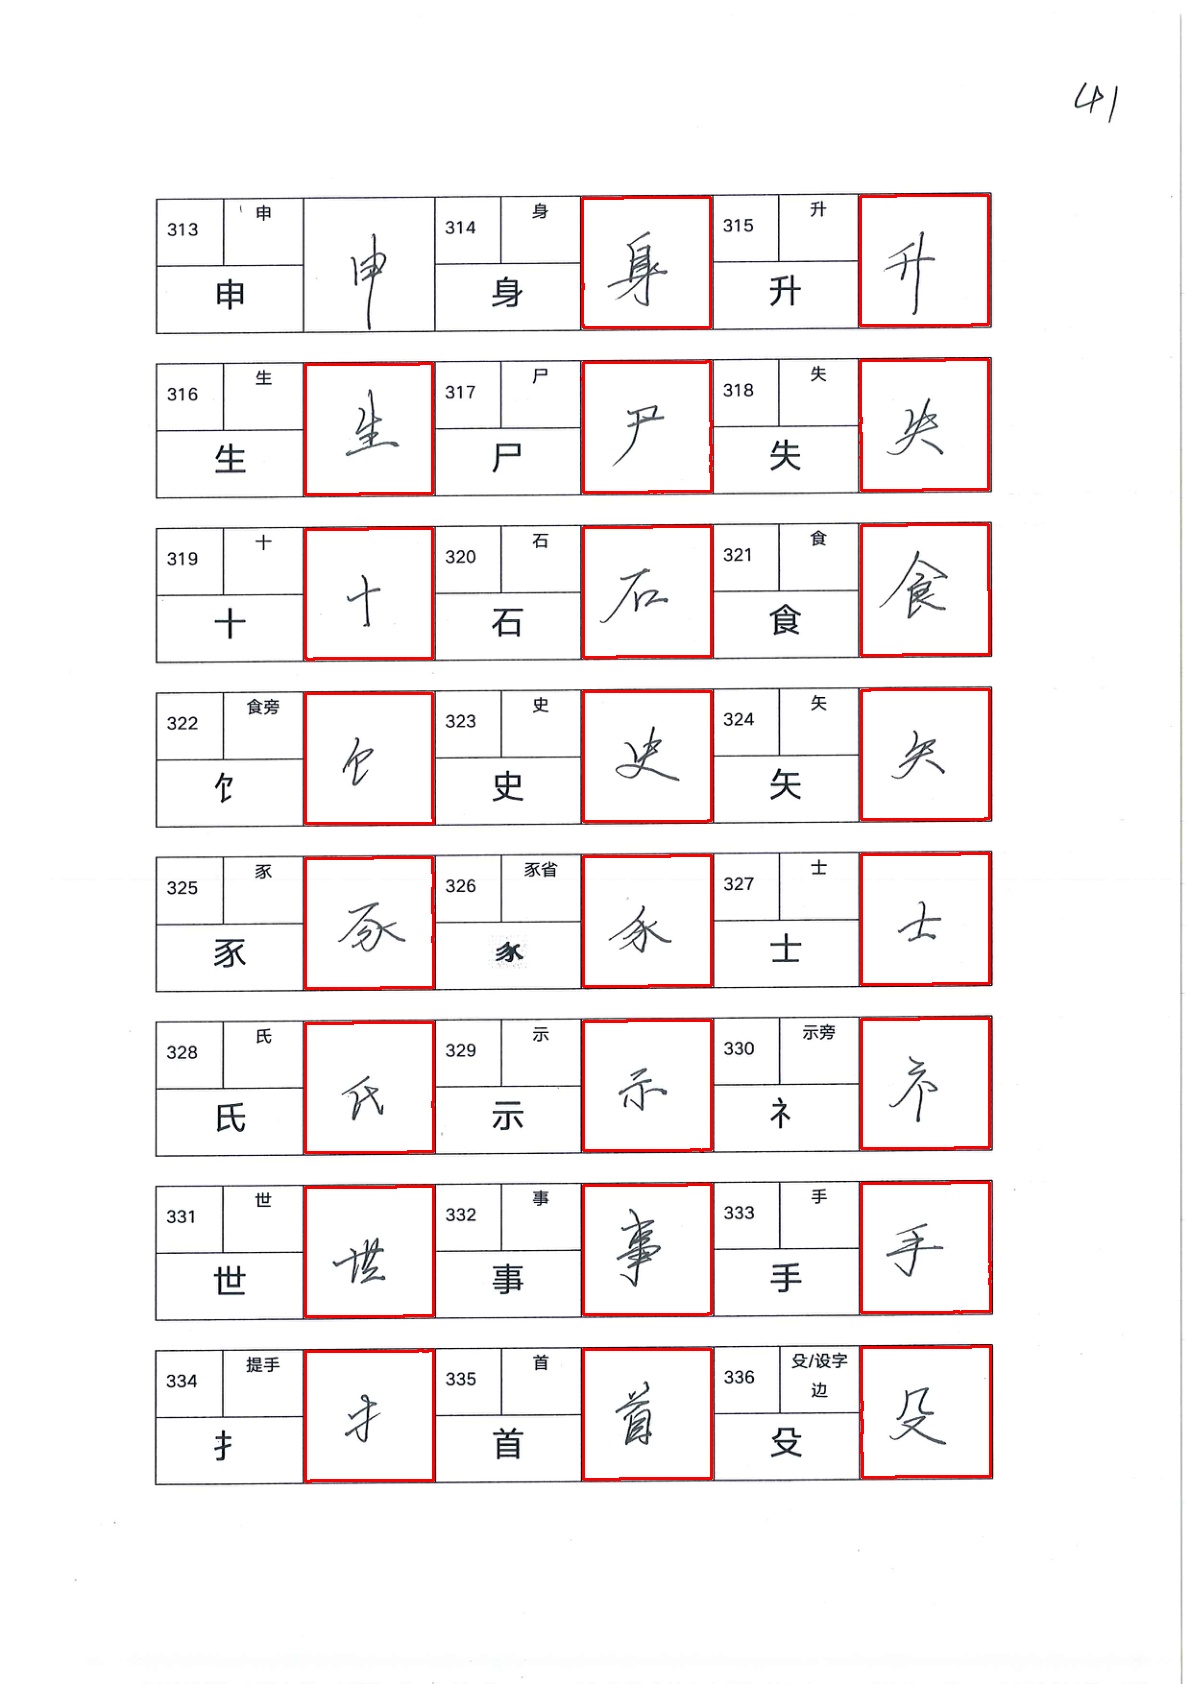 41
313 申 申 申 314 身 身 身 315 升 升 升
316 生 生 生 317 尸 尸 尸 318 失 失 失
319 十 十 十 320 石 石 石 321 食 食 食
322 食旁 饣 饣 323 史 史 史 324 矢 矢 矢
325 豕 豕 豕 326 豕省 327 士 士 士
328 氏 氏 氏 329 示 示 示 330 示旁 礻 礻
331 世 世 世 332 事 事 事 333 手 手 手
334 提手 扌 扌 335 首 首 首 336 殳/设字边 殳 殳